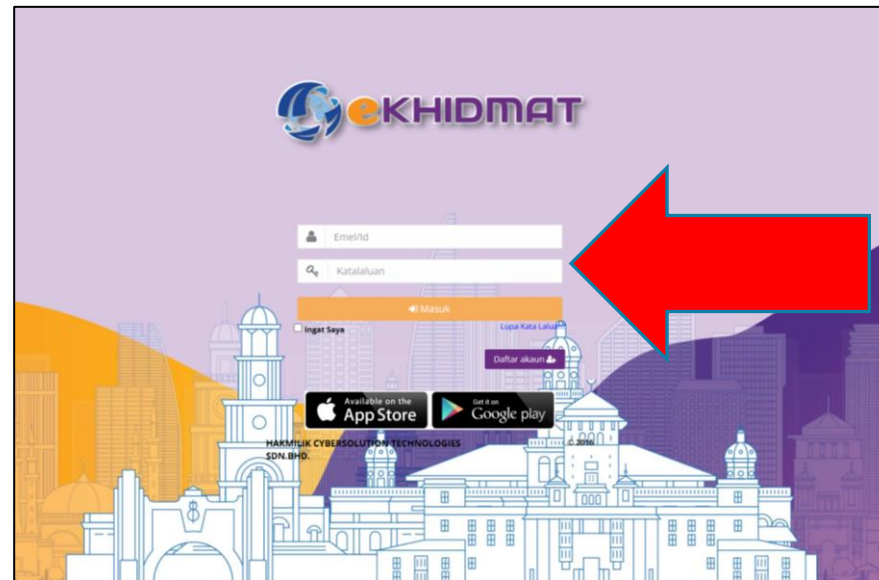 eKHIDMAT
Emel/Id
Katalaluan
Masuk
Ingat Saya
Lupa Kata Laluan
Daftar akaun
Available on the
App Store
Get it on
Google play
HAKMILIK CYBERSOLUTION TECHNOLOGIES
SDN.BHD.
© 2016